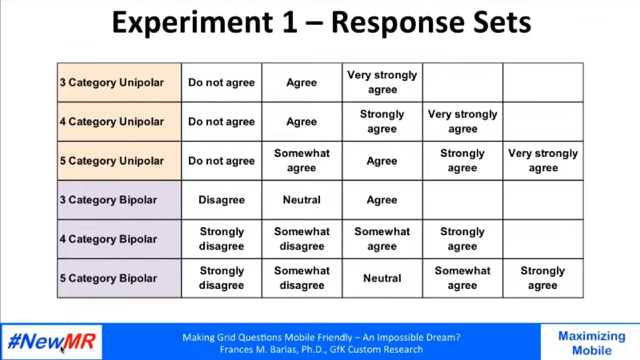 Experiment 1 – Response Sets
3 Category Unipolar Do not agree Agree Very strongly agree
4 Category Unipolar Do not agree Agree Strongly agree Very strongly agree
5 Category Unipolar Do not agree Somewhat agree Agree Strongly agree Very strongly agree
3 Category Bipolar Disagree Neutral Agree
4 Category Bipolar Strongly disagree Somewhat disagree Somewhat agree Strongly agree
5 Category Bipolar Strongly disagree Somewhat disagree Neutral Somewhat agree Strongly agree
#NewMR
Making Grid Questions Mobile Friendly – An Impossible Dream?
Frances M. Barlas, Ph.D., GfK Custom Research
Maximizing
Mobile